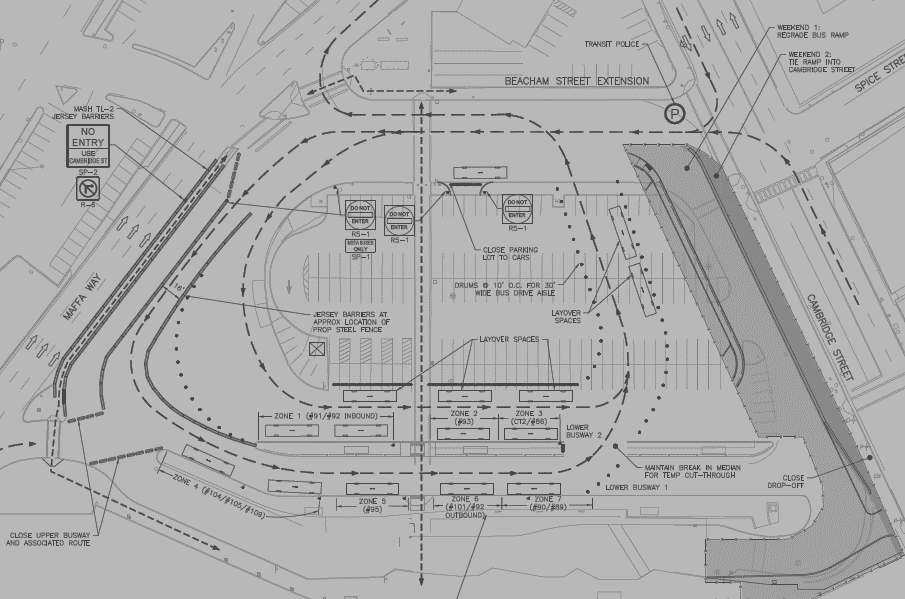 WEEKEND 1:
REGRADE BUS RAMP
TRANSIT POLICE
WEEKEND 2:
TIE RAMP INTO
CAMBRIDGE STREET
SPICE STREET
BEACHAM STREET EXTENSION
P
MASH TL-2
JERSEY BARRIERS
NO
ENTRY
USE
CAMBRIDGE ST
SP-2
R-6
DO NOT
ENTER
R5-1
MBTA BUSES
ONLY
SP-1
DO NOT
ENTER
R5-1
DO NOT
ENTER
R5-1
CLOSE PARKING
LOT TO CARS
DRUMS @ 10' O.C. FOR 30'
WIDE BUS DRIVE AISLE
LAYOVER
SPACES
MAFFA WAY
16'
CAMBRIDGE STREET
JERSEY BARRIERS AT
APPROX LOCATION OF
PROP STEEL FENCE
LAYOVER SPACES
ZONE 1 (#91/#92 INBOUND)
ZONE 2
(#93)
ZONE 3
(CT2/#86)
LOWER
BUSWAY 2
MAINTAIN BREAK IN MEDIAN
FOR TEMP CUT-THROUGH
CLOSE
DROP-OFF
LOWER BUSWAY 1
ZONE 4 (#104/#105/#109)
ZONE 5
(#95)
ZONE 6
(#101/#92
OUTBOUND)
ZONE 7
(#90/#89)
CLOSE UPPER BUSWAY
AND ASSOCIATED ROUTE